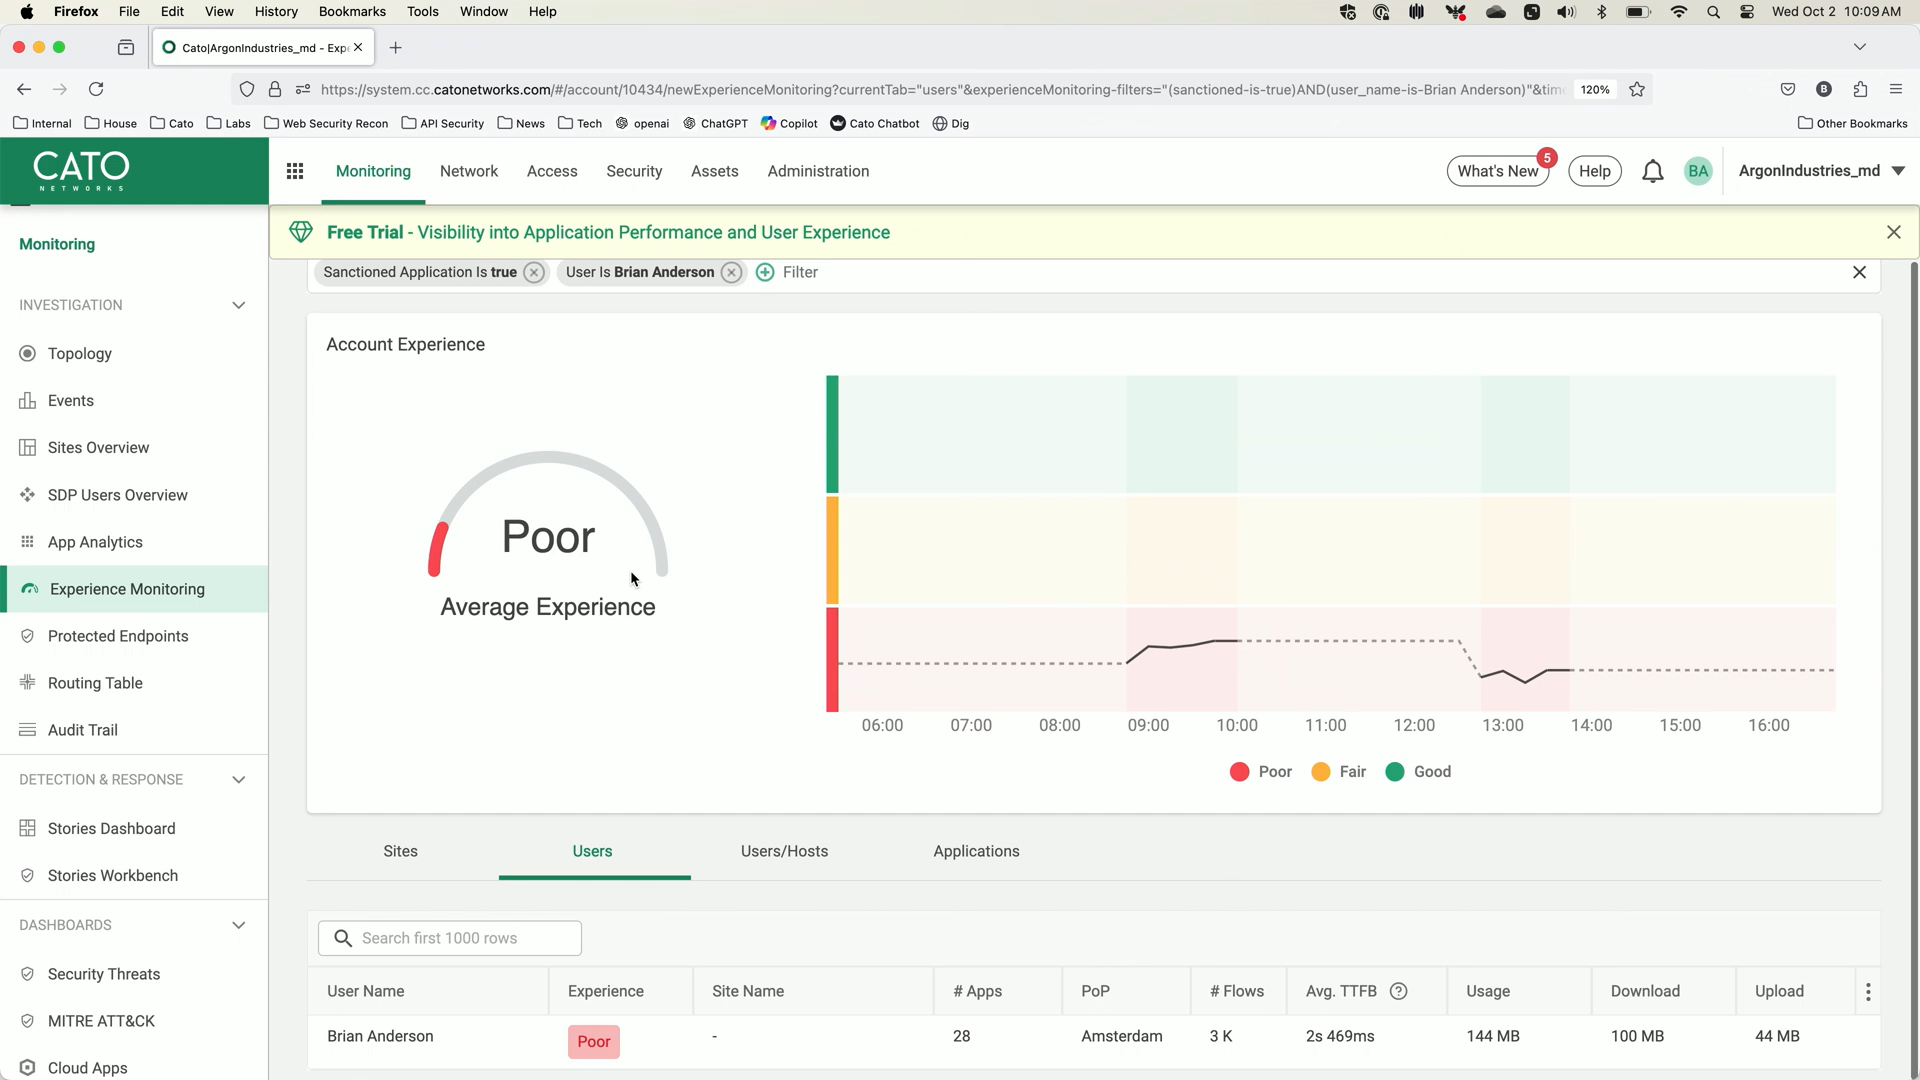 Firefox File Edit View History Bookmarks Tools Window Help Wed Oct 2 10:09 AM
Cato|ArgonIndustries_md - Expe
https://system.cc.catonetworks.com/#/account/10434/newExperienceMonitoring?currentTab="users"&experienceMonitoring-filters="(sanctioned-is-true)AND(user_name-is-Brian Anderson)"&time 120% B
Internal House Cato Labs Web Security Recon API Security News Tech openai ChatGPT Copilot Cato Chatbot Dig Other Bookmarks
CATO
NETWORKS
Monitoring Network Access Security Assets Administration What's New 5 Help BA ArgonIndustries_md
Free Trial - Visibility into Application Performance and User Experience
Monitoring
INVESTIGATION
Topology
Events
Sites Overview
SDP Users Overview
App Analytics
Experience Monitoring
Protected Endpoints
Routing Table
Audit Trail
DETECTION & RESPONSE
Stories Dashboard
Stories Workbench
DASHBOARDS
Security Threats
MITRE ATT&CK
Cloud Apps
Sanctioned Application Is true User Is Brian Anderson Filter
Account Experience
Poor
Average Experience
06:00 07:00 08:00 09:00 10:00 11:00 12:00 13:00 14:00 15:00 16:00
Poor Fair Good
Sites Users Users/Hosts Applications
Search first 1000 rows
User Name Experience Site Name # Apps PoP # Flows Avg. TTFB ? Usage Download Upload
Brian Anderson Poor - 28 Amsterdam 3 K 2s 469ms 144 MB 100 MB 44 MB